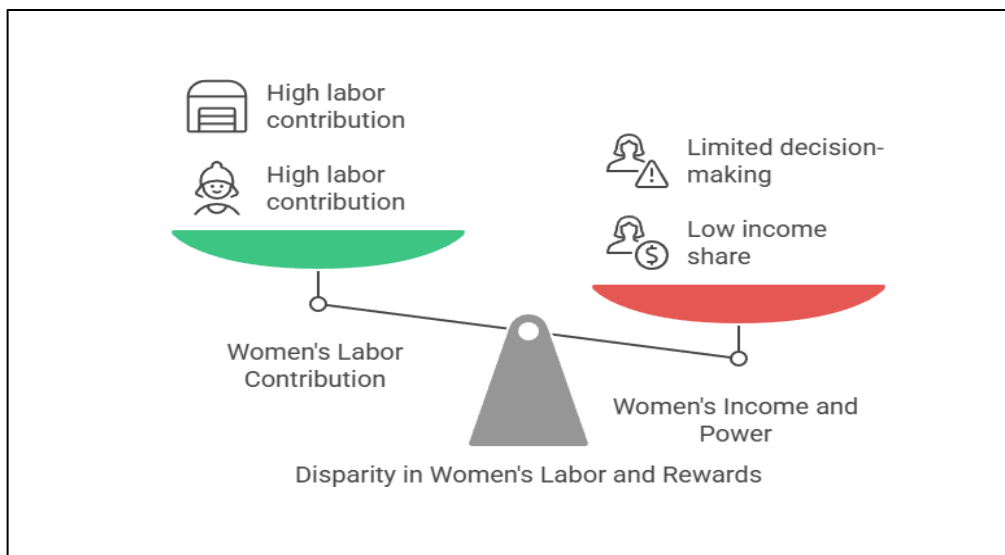 High labor
contribution
High labor
contribution
Limited decision-
making
Low income
share
$
Women's Labor
Contribution
Women's Income and
Power
Disparity in Women's Labor and Rewards